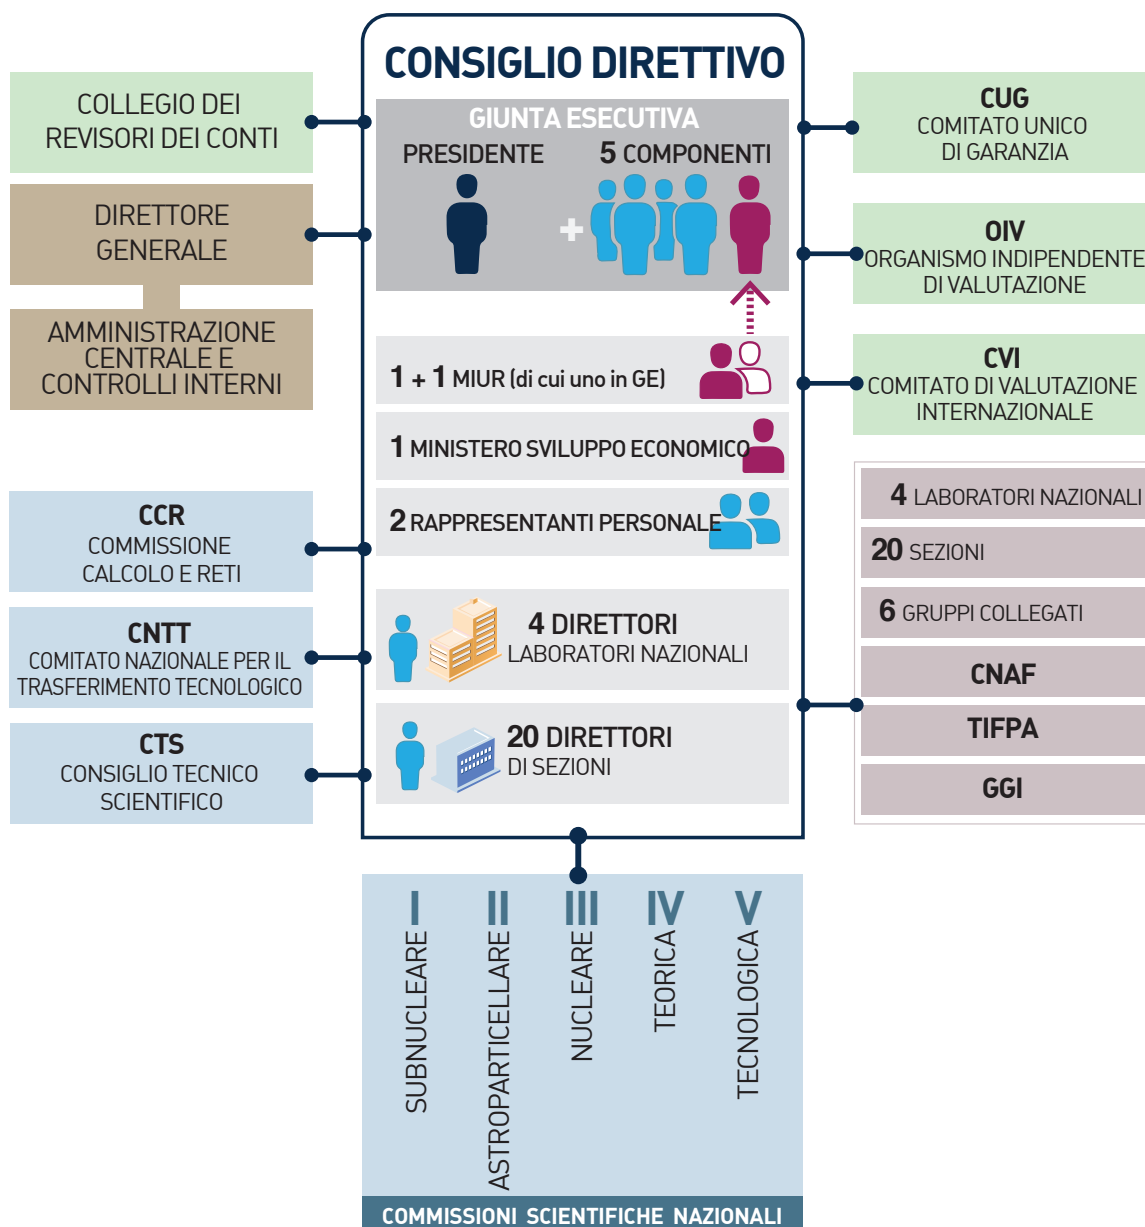 CONSIGLIO DIRETTIVO
GIUNTA ESECUTIVA
PRESIDENTE
5 COMPONENTI
+
1 + 1 MIUR (di cui uno in GE)
1 MINISTERO SVILUPPO ECONOMICO
2 RAPPRESENTANTI PERSONALE
4 DIRETTORI
LABORATORI NAZIONALI
20 DIRETTORI
DI SEZIONI
COLLEGIO DEI
REVISORI DEI CONTI
DIRETTORE
GENERALE
AMMINISTRAZIONE
CENTRALE E
CONTROLLI INTERNI
CCR
COMMISSIONE
CALCOLO E RETI
CNTT
COMITATO NAZIONALE PER IL
TRASFERIMENTO TECNOLOGICO
CTS
CONSIGLIO TECNICO
SCIENTIFICO
CUG
COMITATO UNICO
DI GARANZIA
OIV
ORGANISMO INDIPENDENTE
DI VALUTAZIONE
CVI
COMITATO DI VALUTAZIONE
INTERNAZIONALE
4 LABORATORI NAZIONALI
20 SEZIONI
6 GRUPPI COLLEGATI
CNAF
TIFPA
GGI
I
SUBNUCLEARE
II
ASTROPARTICELLARE
III
NUCLEARE
IV
TEORICA
V
TECNOLOGICA
COMMISSIONI SCIENTIFICHE NAZIONALI